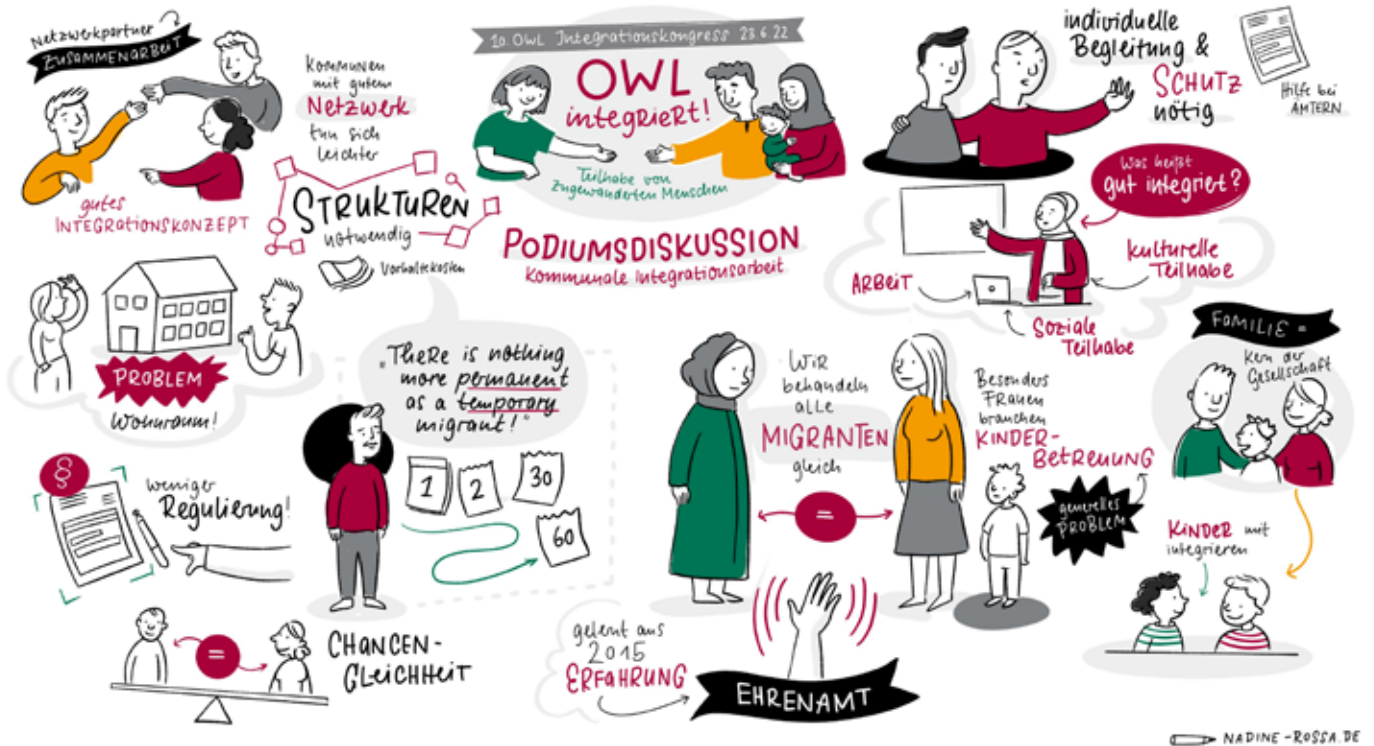 Netzwerkpartner
ZUSAMMENARBEIT
gutes
INTEGRATIONSKONZEPT
Kommunen
mit gutem
Netzwerk
tun sich
leichter
STRUKTUREN
notwendig
Vorhaltekosten
10. OWL Integrationskongress 23.6.22
OWL
integriert!
Teilhabe von
zugewanderten Menschen
PODIUMSDISKUSSION
Kommunale Integrationsarbeit
individuelle
Begleitung &
SCHUTZ
nötig
Hilfe bei
ÄMTERN
Was heißt
gut integriert?
ARBEIT
kulturelle
Teilhabe
Soziale
Teilhabe
PROBLEM
Wohnraum!
"There is nothing
more permanent
as a temporary
migrant!"
1
2
30
60
§
weniger
Regulierung!
=
CHANCEN-
GLEICHHEIT
Wir
behandeln
alle
MIGRANTEN
gleich
=
Besonders
FRAUEN
brauchen
KINDER-
BETREUUNG
generelles
PROBLEM
FAMILIE =
Kern der
Gesellschaft
KINDER mit
integrieren
gelernt aus
2015
ERFAHRUNG
EHRENAMT
NADINE-ROSSA.DE